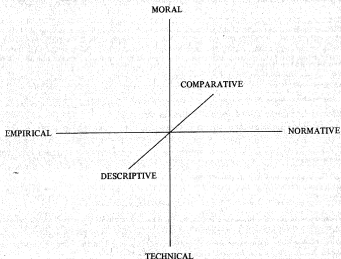 MORAL
COMPARATIVE
EMPIRICAL
NORMATIVE
DESCRIPTIVE
TECHNICAL